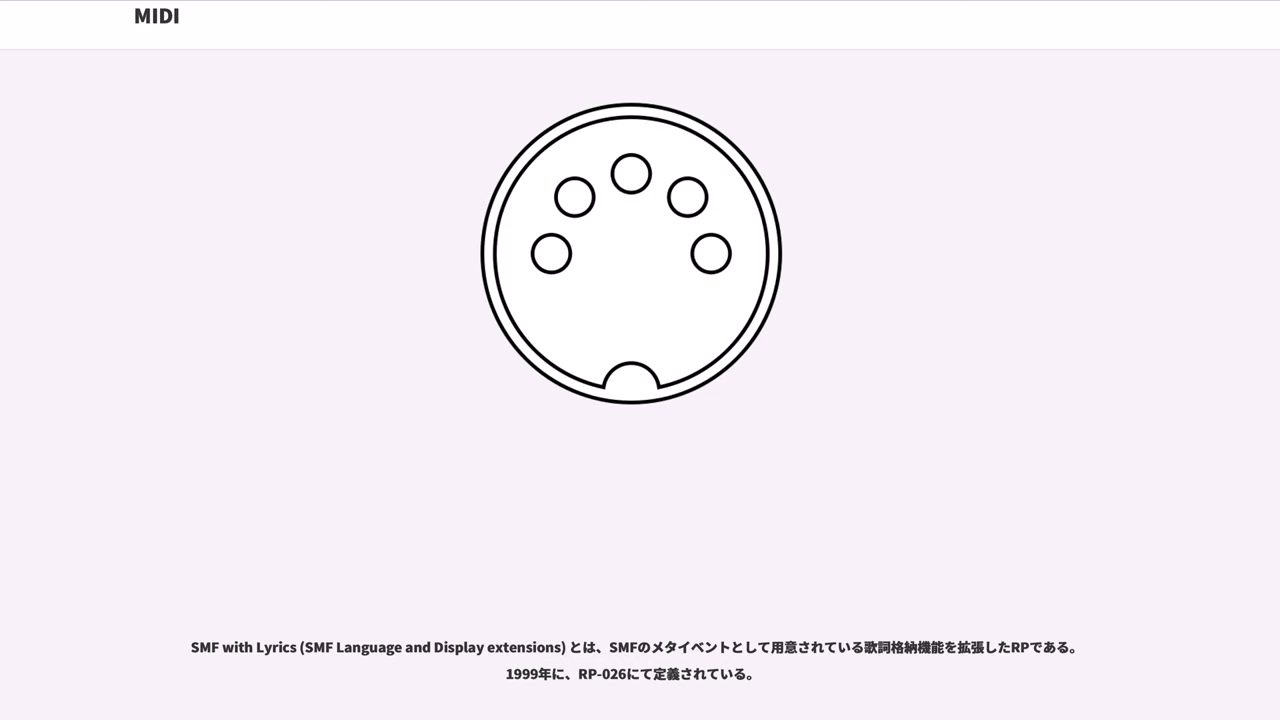 MIDI
SMF with Lyrics (SMF Language and Display extensions) とは、SMFのメタイベントとして用意されている歌詞格納機能を拡張したRPである。
1999年に、RP-026にて定義されている。